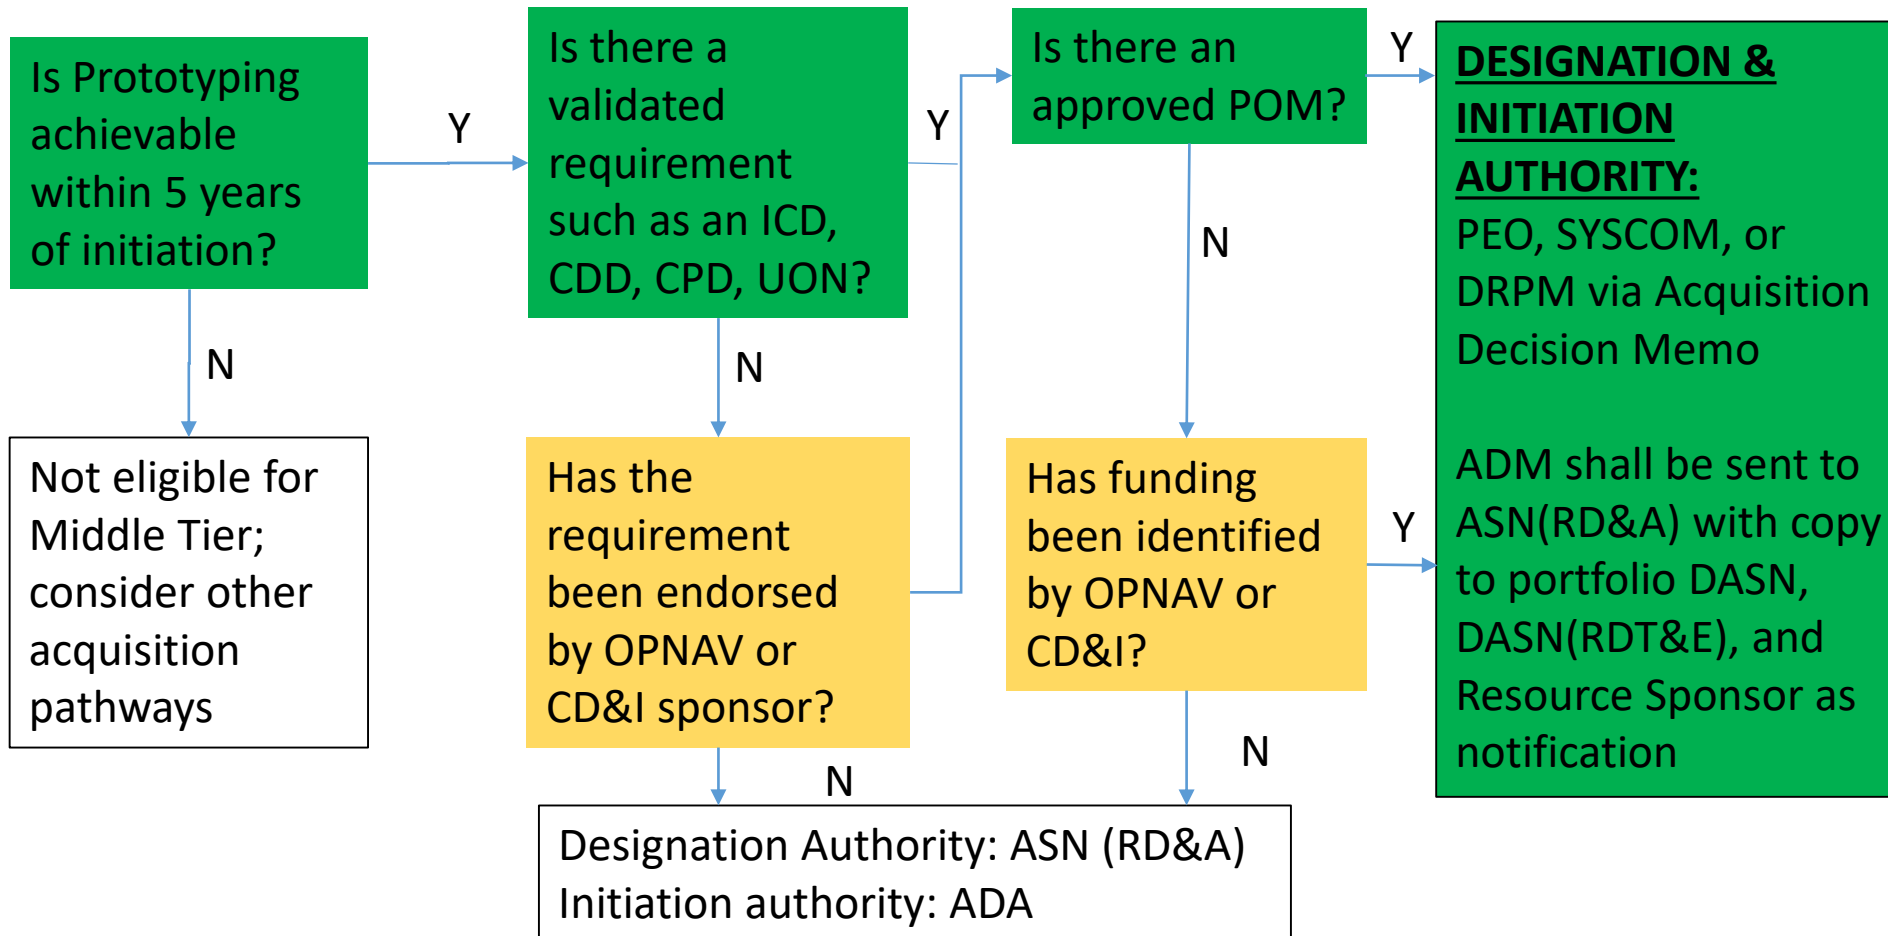 Is Prototyping
achievable
within 5 years
of initiation?
Y
N
Not eligible for
Middle Tier;
consider other
acquisition
pathways
Is there a
validated
requirement
such as an ICD,
CDD, CPD, UON?
Y
N
Has the
requirement
been endorsed
by OPNAV or
CD&I sponsor?
N
Is there an
approved POM?
Y
N
Has funding
been identified
by OPNAV or
CD&I?
Y
N
Designation Authority: ASN (RD&A)
Initiation authority: ADA
DESIGNATION &
INITIATION
AUTHORITY:
PEO, SYSCOM, or
DRPM via Acquisition
Decision Memo
ADM shall be sent to
ASN(RD&A) with copy
to portfolio DASN,
DASN(RDT&E), and
Resource Sponsor as
notification